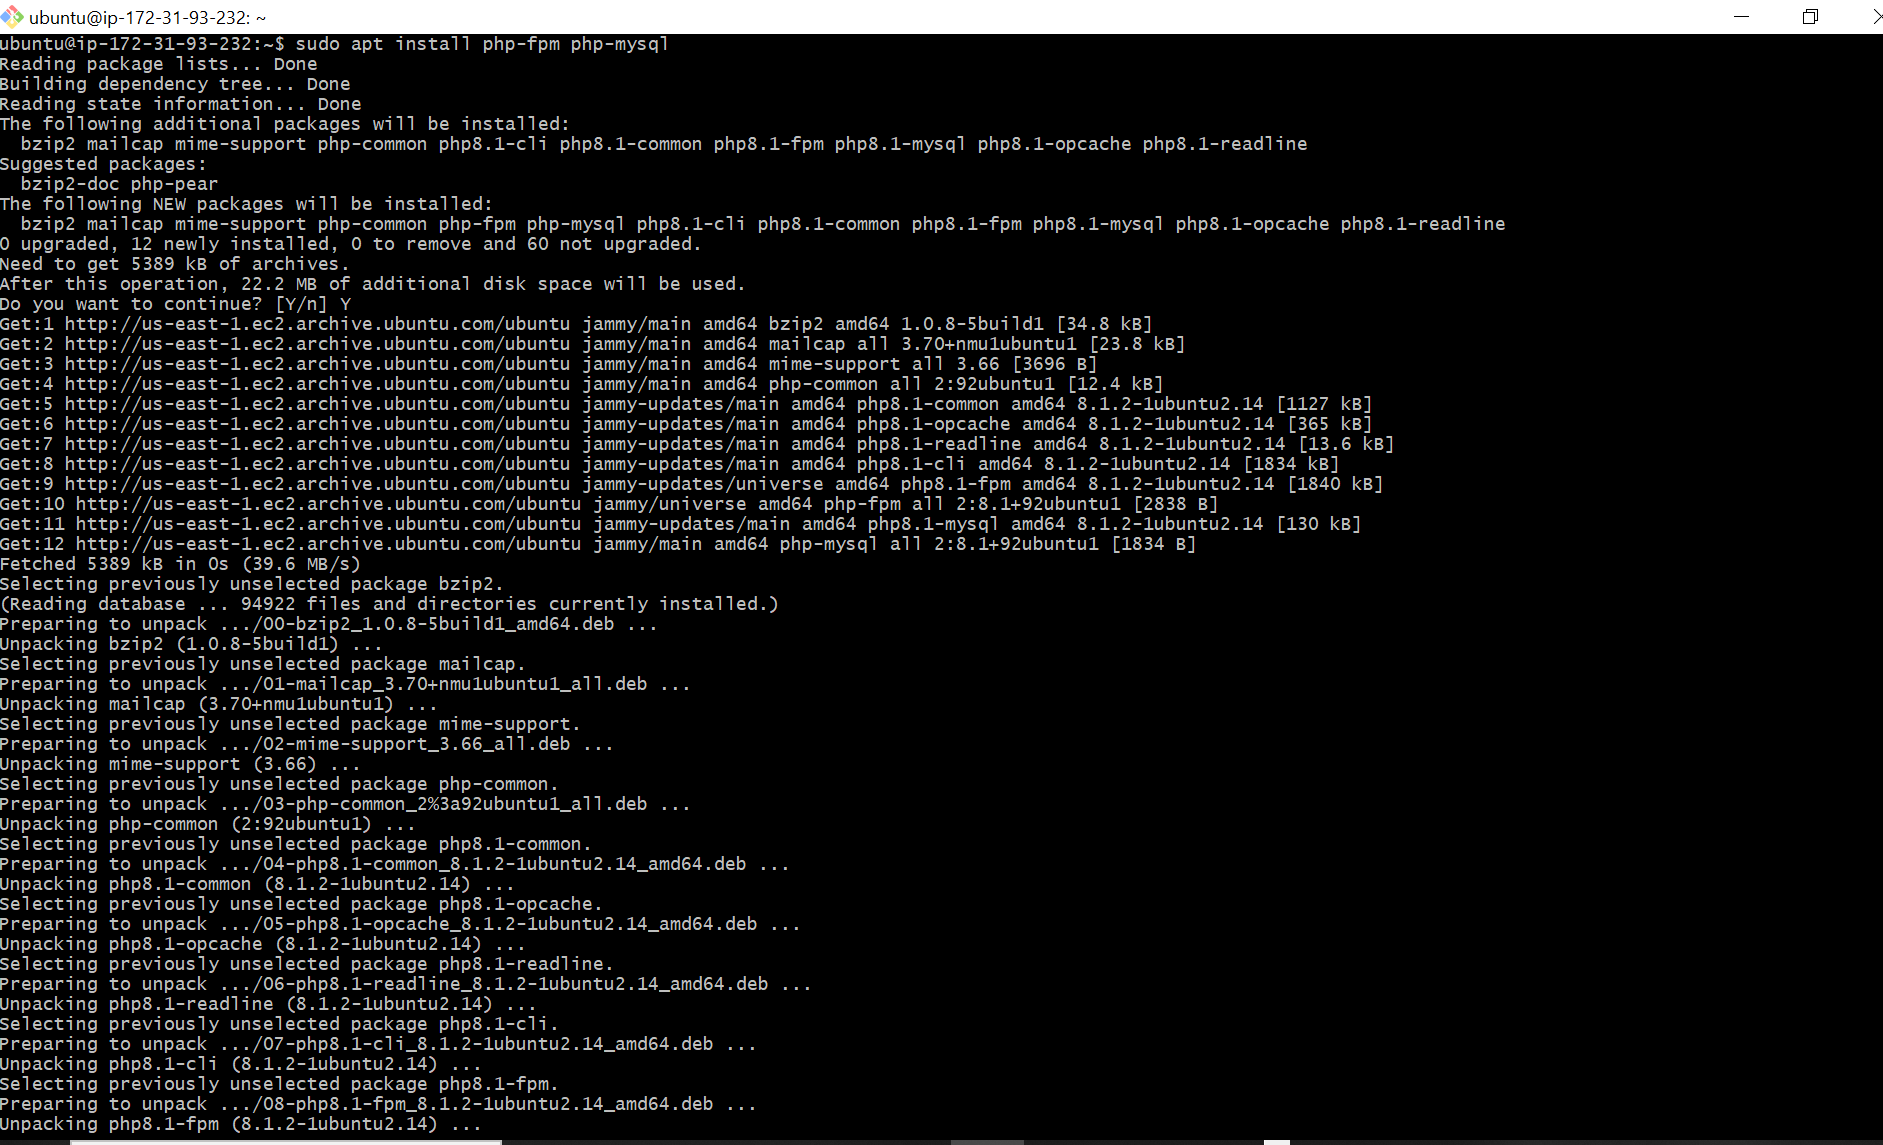 ubuntu@ip-172-31-93-232: ~
ubuntu@ip-172-31-93-232:~$ sudo apt install php-fpm php-mysql
Reading package lists... Done
Building dependency tree... Done
Reading state information... Done
The following additional packages will be installed:
  bzip2 mailcap mime-support php-common php8.1-cli php8.1-common php8.1-fpm php8.1-mysql php8.1-opcache php8.1-readline
Suggested packages:
  bzip2-doc php-pear
The following NEW packages will be installed:
  bzip2 mailcap mime-support php-common php-fpm php-mysql php8.1-cli php8.1-common php8.1-fpm php8.1-mysql php8.1-opcache php8.1-readline
0 upgraded, 12 newly installed, 0 to remove and 60 not upgraded.
Need to get 5389 kB of archives.
After this operation, 22.2 MB of additional disk space will be used.
Do you want to continue? [Y/n] Y
Get:1 http://us-east-1.ec2.archive.ubuntu.com/ubuntu jammy/main amd64 bzip2 amd64 1.0.8-5build1 [34.8 kB]
Get:2 http://us-east-1.ec2.archive.ubuntu.com/ubuntu jammy/main amd64 mailcap all 3.70+nmu1ubuntu1 [23.8 kB]
Get:3 http://us-east-1.ec2.archive.ubuntu.com/ubuntu jammy/main amd64 mime-support all 3.66 [3696 B]
Get:4 http://us-east-1.ec2.archive.ubuntu.com/ubuntu jammy/main amd64 php-common all 2:92ubuntu1 [12.4 kB]
Get:5 http://us-east-1.ec2.archive.ubuntu.com/ubuntu jammy-updates/main amd64 php8.1-common amd64 8.1.2-1ubuntu2.14 [1127 kB]
Get:6 http://us-east-1.ec2.archive.ubuntu.com/ubuntu jammy-updates/main amd64 php8.1-opcache amd64 8.1.2-1ubuntu2.14 [365 kB]
Get:7 http://us-east-1.ec2.archive.ubuntu.com/ubuntu jammy-updates/main amd64 php8.1-readline amd64 8.1.2-1ubuntu2.14 [13.6 kB]
Get:8 http://us-east-1.ec2.archive.ubuntu.com/ubuntu jammy-updates/main amd64 php8.1-cli amd64 8.1.2-1ubuntu2.14 [1834 kB]
Get:9 http://us-east-1.ec2.archive.ubuntu.com/ubuntu jammy-updates/universe amd64 php8.1-fpm amd64 8.1.2-1ubuntu2.14 [1840 kB]
Get:10 http://us-east-1.ec2.archive.ubuntu.com/ubuntu jammy/universe amd64 php-fpm all 2:8.1+92ubuntu1 [2838 B]
Get:11 http://us-east-1.ec2.archive.ubuntu.com/ubuntu jammy-updates/main amd64 php8.1-mysql amd64 8.1.2-1ubuntu2.14 [130 kB]
Get:12 http://us-east-1.ec2.archive.ubuntu.com/ubuntu jammy/main amd64 php-mysql all 2:8.1+92ubuntu1 [1834 B]
Fetched 5389 kB in 0s (39.6 MB/s)
Selecting previously unselected package bzip2.
(Reading database ... 94922 files and directories currently installed.)
Preparing to unpack .../00-bzip2_1.0.8-5build1_amd64.deb ...
Unpacking bzip2 (1.0.8-5build1) ...
Selecting previously unselected package mailcap.
Preparing to unpack .../01-mailcap_3.70+nmu1ubuntu1_all.deb ...
Unpacking mailcap (3.70+nmu1ubuntu1) ...
Selecting previously unselected package mime-support.
Preparing to unpack .../02-mime-support_3.66_all.deb ...
Unpacking mime-support (3.66) ...
Selecting previously unselected package php-common.
Preparing to unpack .../03-php-common_2%3a92ubuntu1_all.deb ...
Unpacking php-common (2:92ubuntu1) ...
Selecting previously unselected package php8.1-common.
Preparing to unpack .../04-php8.1-common_8.1.2-1ubuntu2.14_amd64.deb ...
Unpacking php8.1-common (8.1.2-1ubuntu2.14) ...
Selecting previously unselected package php8.1-opcache.
Preparing to unpack .../05-php8.1-opcache_8.1.2-1ubuntu2.14_amd64.deb ...
Unpacking php8.1-opcache (8.1.2-1ubuntu2.14) ...
Selecting previously unselected package php8.1-readline.
Preparing to unpack .../06-php8.1-readline_8.1.2-1ubuntu2.14_amd64.deb ...
Unpacking php8.1-readline (8.1.2-1ubuntu2.14) ...
Selecting previously unselected package php8.1-cli.
Preparing to unpack .../07-php8.1-cli_8.1.2-1ubuntu2.14_amd64.deb ...
Unpacking php8.1-cli (8.1.2-1ubuntu2.14) ...
Selecting previously unselected package php8.1-fpm.
Preparing to unpack .../08-php8.1-fpm_8.1.2-1ubuntu2.14_amd64.deb ...
Unpacking php8.1-fpm (8.1.2-1ubuntu2.14) ...